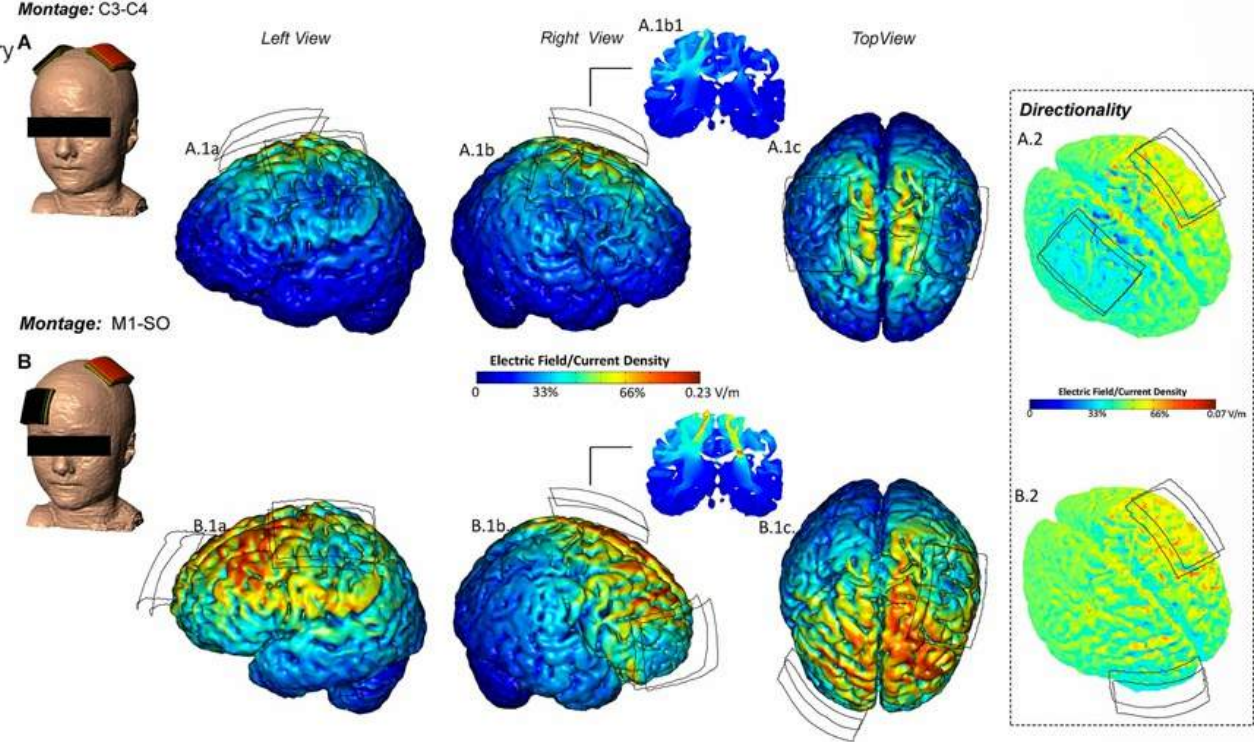 Montage: C3-C4
ry A
Left View
Right View
A.1b1
TopView
A.1a
A.1b
A.1c
Directionality
A.2
Montage: M1-SO
B
Electric Field/Current Density
0 33% 66% 0.23 V/m
Electric Field/Current Density
0 33% 66% 0.07 V/m
B.1a.
B.1b.
B.1c.
B.2